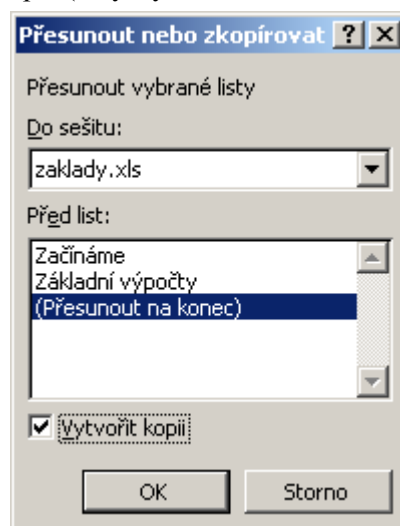 Přesunout nebo zkopírovat
Přesunout vybrané listy
Do sešitu:
zaklady.xls
Před list:
Začínáme
Základní výpočty
(Přesunout na konec)
Vytvořit kopii
OK Storno